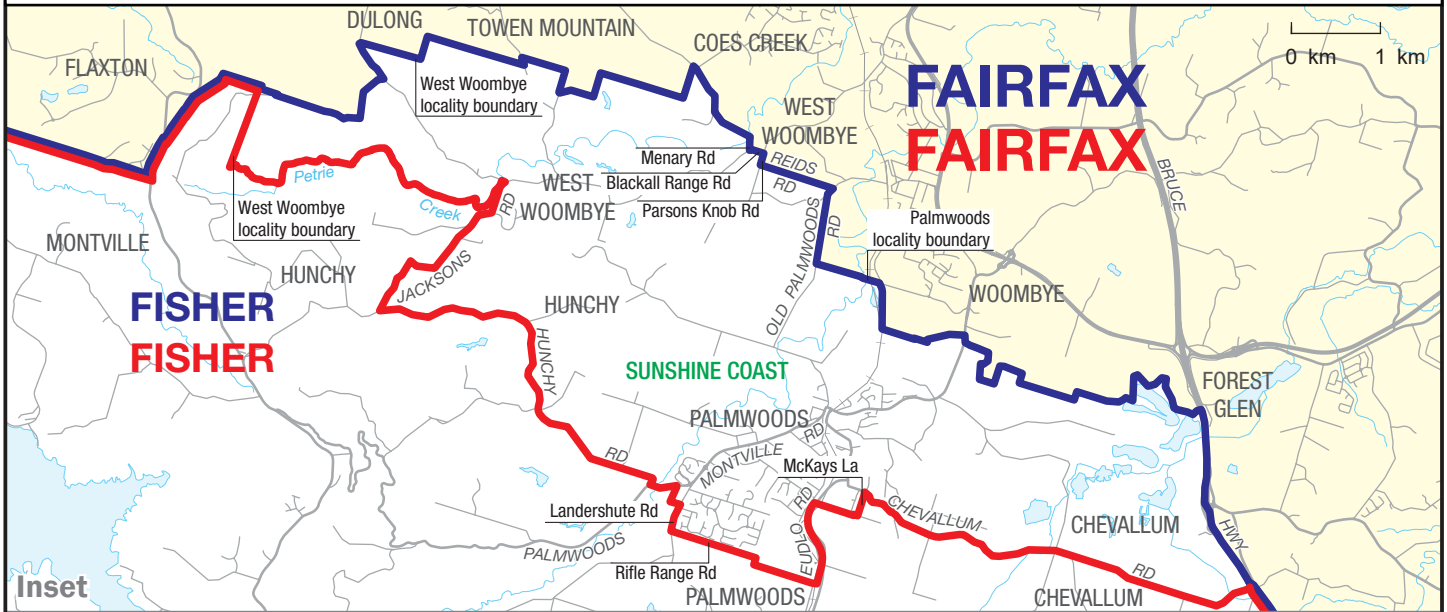 DULONG
TOWEN MOUNTAIN
COES CREEK
0 km 1 km
FLAXTON
West Woombye
locality boundary
FAIRFAX
FAIRFAX
WEST
WOOMBYE
Menary Rd
Blackall Range Rd
Parsons Knob Rd
REIDS
RD
BRUCE
Petrie
Creek
WEST
WOOMBYE
RD
West Woombye
locality boundary
Palmwoods
locality boundary
MONTVILLE
HUNCHY
JACKSONS
OLD PALMWOODS
RD
WOOMBYE
FISHER
FISHER
HUNCHY
HUNCHY
SUNSHINE COAST
FOREST
GLEN
PALMWOODS
RD
MONTVILLE
RD
McKays La
Landershute Rd
PALMWOODS
EUDLO
RD
CHEVALLUM
CHEVALLUM
HWY
Rifle Range Rd
RD
Inset
PALMWOODS
CHEVALLUM